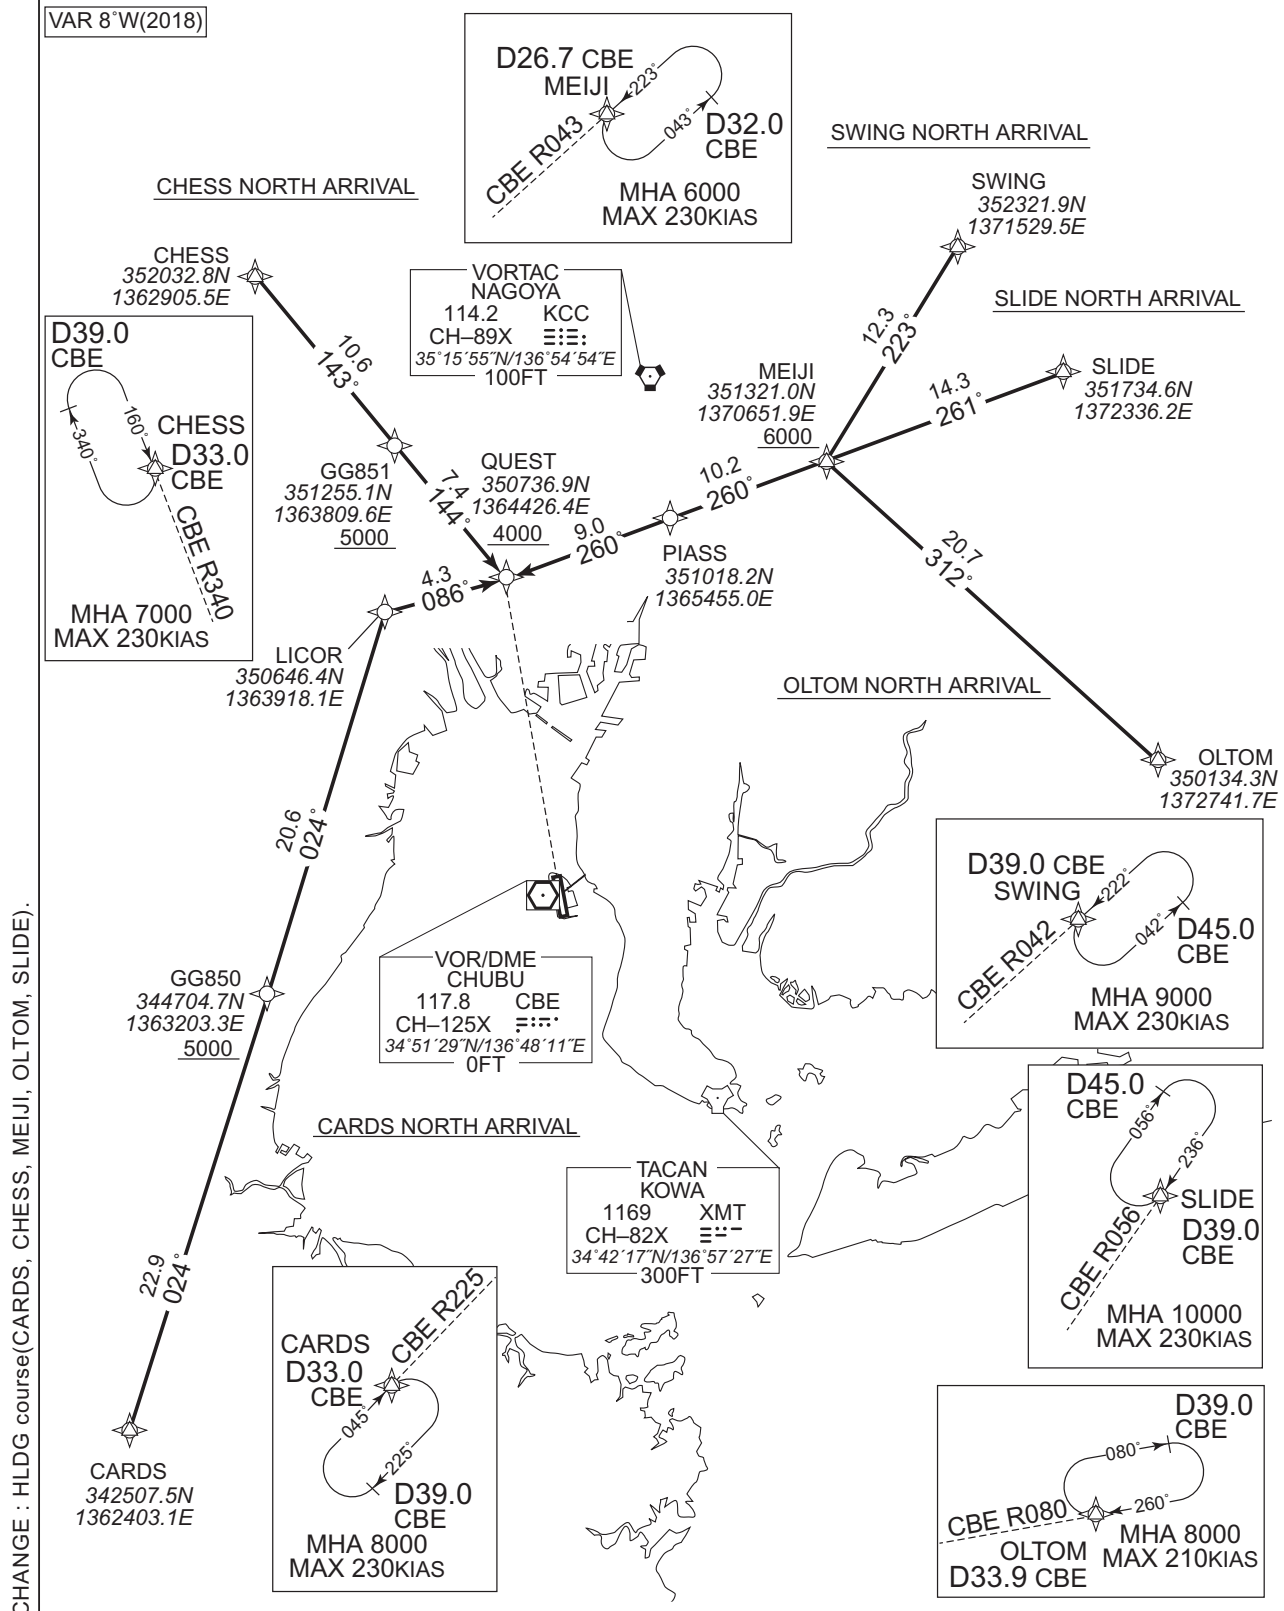 VAR 8°W(2018)
D26.7 CBE
MEIJI
223°
043°
D32.0
CBE
CBE R043
MHA 6000
MAX 230KIAS
SWING NORTH ARRIVAL
CHESS NORTH ARRIVAL
SWING
352321.9N
1371529.5E
CHESS
352032.8N
1362905.5E
VORTAC
NAGOYA
114.2 KCC
CH–89X
35°15´55˝N/136°54´54˝E
100FT
SLIDE NORTH ARRIVAL
12.3
223°
D39.0
CBE
160°
340°
CHESS
D33.0
CBE
CBE R340
MHA 7000
MAX 230KIAS
10.6
143°
MEIJI
351321.0N
1370651.9E
6000
14.3
261°
SLIDE
351734.6N
1372336.2E
GG851
351255.1N
1363809.6E
5000
7.4
144°
QUEST
350736.9N
1364426.4E
4000
10.2
260°
9.0
260°
PIASS
351018.2N
1365455.0E
20.7
312°
4.3
086°
LICOR
350646.4N
1363918.1E
OLTOM NORTH ARRIVAL
OLTOM
350134.3N
1372741.7E
20.6
024°
D39.0 CBE
SWING
222°
042°
D45.0
CBE
CBE R042
MHA 9000
MAX 230KIAS
VOR/DME
CHUBU
117.8 CBE
CH–125X
34°51´29˝N/136°48´11˝E
0FT
GG850
344704.7N
1363203.3E
5000
D45.0
CBE
056°
236°
SLIDE
D39.0
CBE
CBE R056
MHA 10000
MAX 230KIAS
CARDS NORTH ARRIVAL
TACAN
KOWA
1169 XMT
CH–82X
34°42´17˝N/136°57´27˝E
300FT
22.9
024°
CBE R225
CARDS
D33.0
CBE
045°
225°
D39.0
CBE
MHA 8000
MAX 230KIAS
D39.0
CBE
080°
260°
CBE R080
OLTOM
D33.9 CBE
MHA 8000
MAX 210KIAS
CARDS
342507.5N
1362403.1E
CHANGE : HLDG course(CARDS, CHESS, MEIJI, OLTOM, SLIDE).